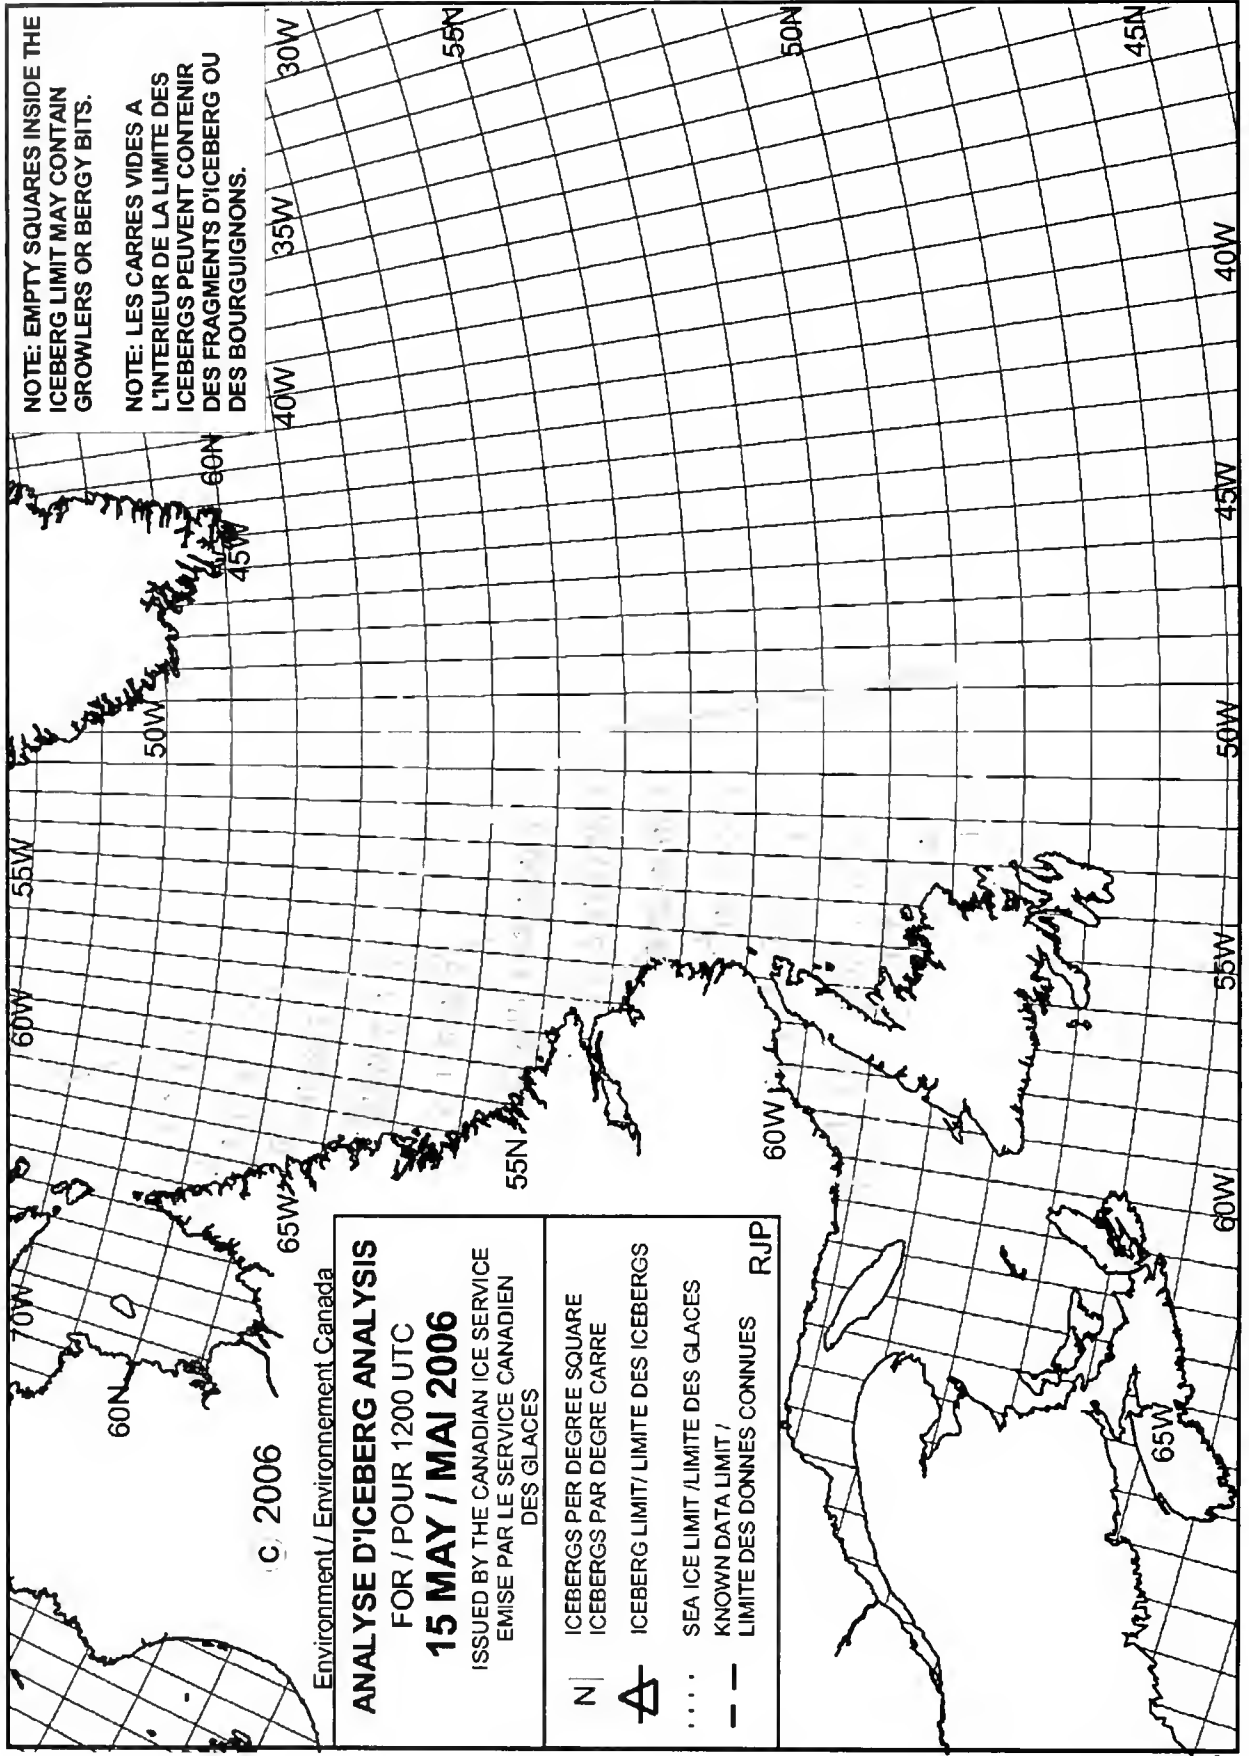 NOTE: EMPTY SQUARES INSIDE THE
ICEBERG LIMIT MAY CONTAIN
GROWLERS OR BERGY BITS.
NOTE: LES CARRES VIDES A
L'INTERIEUR DE LA LIMITE DES
ICEBERGS PEUVENT CONTENIR
DES FRAGMENTS D'ICEBERG OU
DES BOURGUIGNONS.
70W
60W
55W
50W
45W
60N
40W
35W
30W
55N
50N
45N
60N
65W
55N
60W
65W
60W
55W
50W
45W
40W
C 2006
Environment / Environnement Canada
ANALYSE D'ICEBERG ANALYSIS
FOR / POUR 1200 UTC
15 MAY / MAI 2006
ISSUED BY THE CANADIAN ICE SERVICE
EMISE PAR LE SERVICE CANADIEN
DES GLACES
N
ICEBERGS PER DEGREE SQUARE
ICEBERGS PAR DEGRE CARRE
ICEBERG LIMIT/ LIMITE DES ICEBERGS
SEA ICE LIMIT /LIMITE DES GLACES
KNOWN DATA LIMIT /
LIMITE DES DONNES CONNUES
RJP